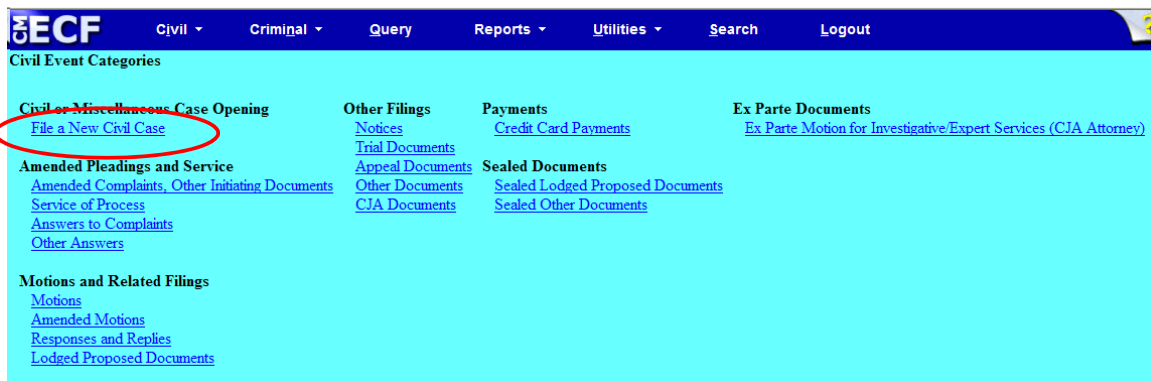 CM ECF Civil Criminal Query Reports Utilities Search Logout ?
Civil Event Categories
Civil or Miscellaneous Case Opening
File a New Civil Case
Amended Pleadings and Service
Amended Complaints, Other Initiating Documents
Service of Process
Answers to Complaints
Other Answers
Motions and Related Filings
Motions
Amended Motions
Responses and Replies
Lodged Proposed Documents
Other Filings
Notices
Trial Documents
Appeal Documents
Other Documents
CJA Documents
Payments
Credit Card Payments
Sealed Documents
Sealed Lodged Proposed Documents
Sealed Other Documents
Ex Parte Documents
Ex Parte Motion for Investigative/Expert Services (CJA Attorney)